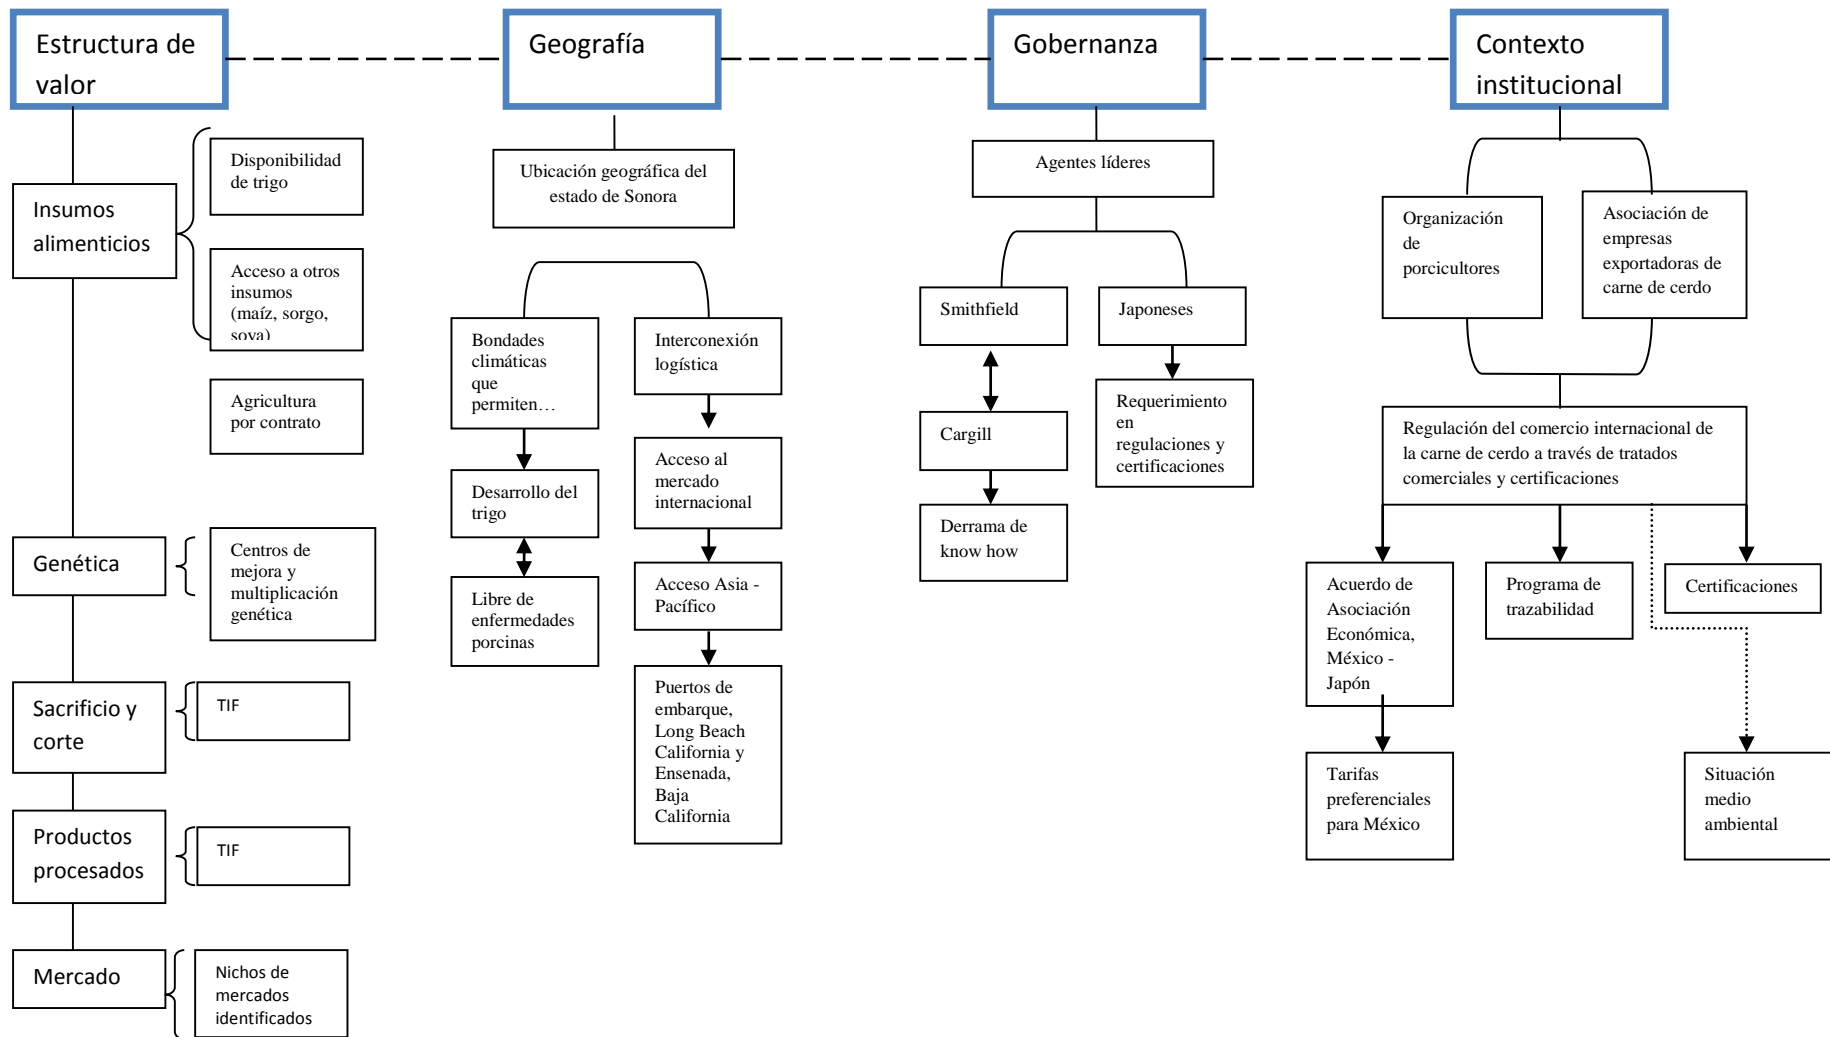 Estructura de
valor
Geografía
Gobernanza
Contexto
institucional
Insumos
alimenticios
Disponibilidad
de trigo
Acceso a otros
insumos
(maíz, sorgo,
soya)
Agricultura
por contrato
Genética
Centros de
mejora y
multiplicación
genética
Sacrificio y
corte
TIF
Productos
procesados
TIF
Mercado
Nichos de
mercados
identificados
Ubicación geográfica del
estado de Sonora
Bondades
climáticas
que
permiten…
Desarrollo del
trigo
Libre de
enfermedades
porcinas
Interconexión
logística
Acceso al
mercado
internacional
Acceso Asia -
Pacífico
Puertos de
embarque,
Long Beach
California y
Ensenada,
Baja
California
Agentes líderes
Smithfield
Cargill
Derrama de
know how
Japoneses
Requerimiento
en
regulaciones y
certificaciones
Organización
de
porcicultores
Asociación de
empresas
exportadoras de
carne de cerdo
Regulación del comercio internacional de
la carne de cerdo a través de tratados
comerciales y certificaciones
Acuerdo de
Asociación
Económica,
México -
Japón
Tarifas
preferenciales
para México
Programa de
trazabilidad
Certificaciones
Situación
medio
ambiental